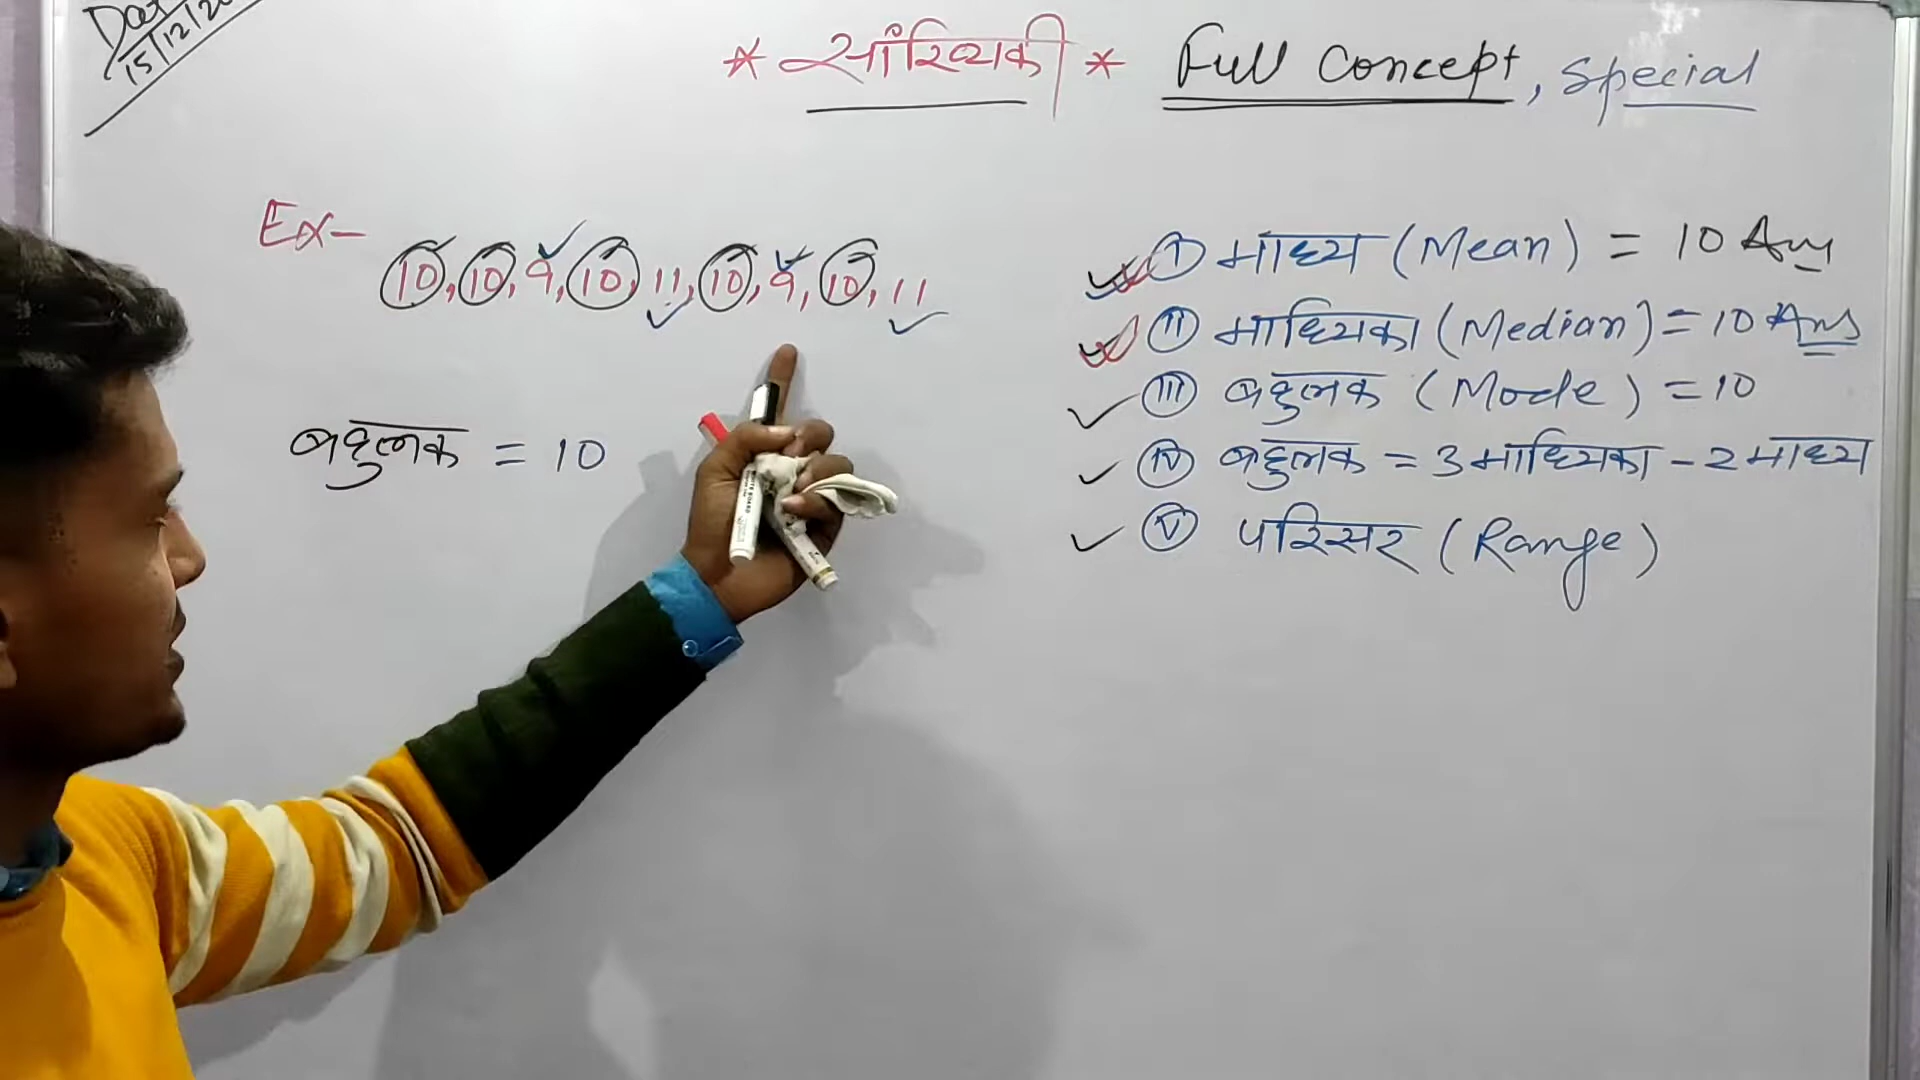 15/12/20
* सांख्यिकी * Full Concept, Special
Ex- 10, 10, 9, 10, 11, 10, 9, 10, 11
बहुलक = 10
(I) माध्य (Mean) = 10 Ans
(II) माध्यिका (Median) = 10 Ans
(III) बहुलक (Mode) = 10
(IV) बहुलक = 3 माध्यिका - 2 माध्य
(V) परिसर (Range)